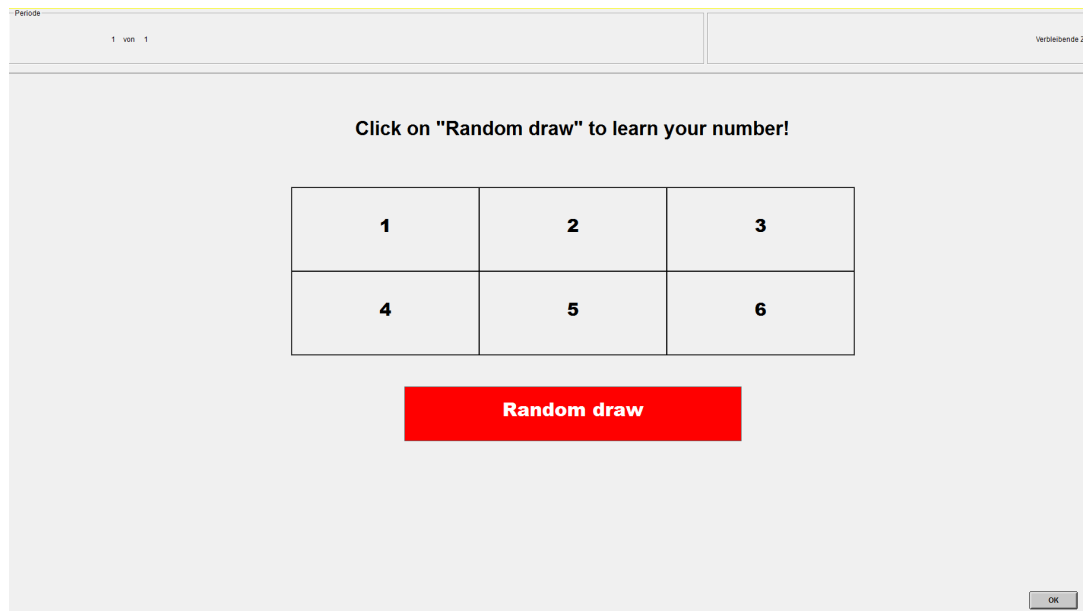 Periode
1 von 1
Verbleibende
Click on "Random draw" to learn your number!
1 2 3
4 5 6
Random draw
OK